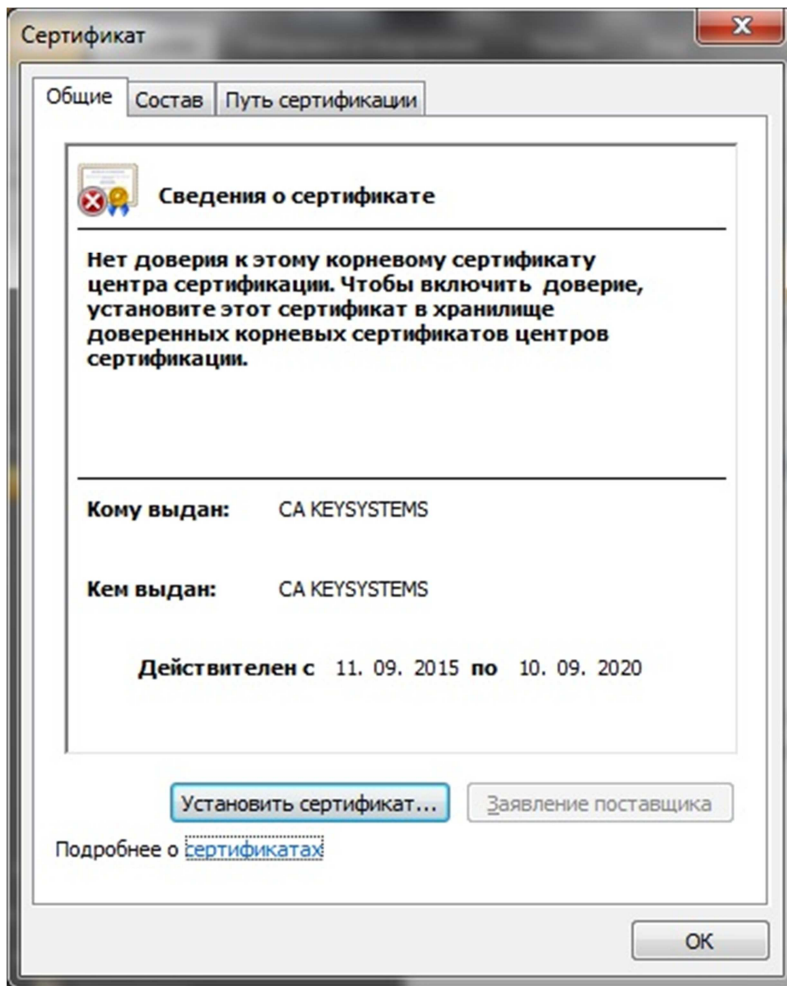 Сертификат
Общие Состав Путь сертификации
Сведения о сертификате
Нет доверия к этому корневому сертификату
центра сертификации. Чтобы включить доверие,
установите этот сертификат в хранилище
доверенных корневых сертификатов центров
сертификации.
Кому выдан: CA KEYSYSTEMS
Кем выдан: CA KEYSYSTEMS
Действителен с 11. 09. 2015 по 10. 09. 2020
Установить сертификат... Заявление поставщика
Подробнее о сертификатах
ОК